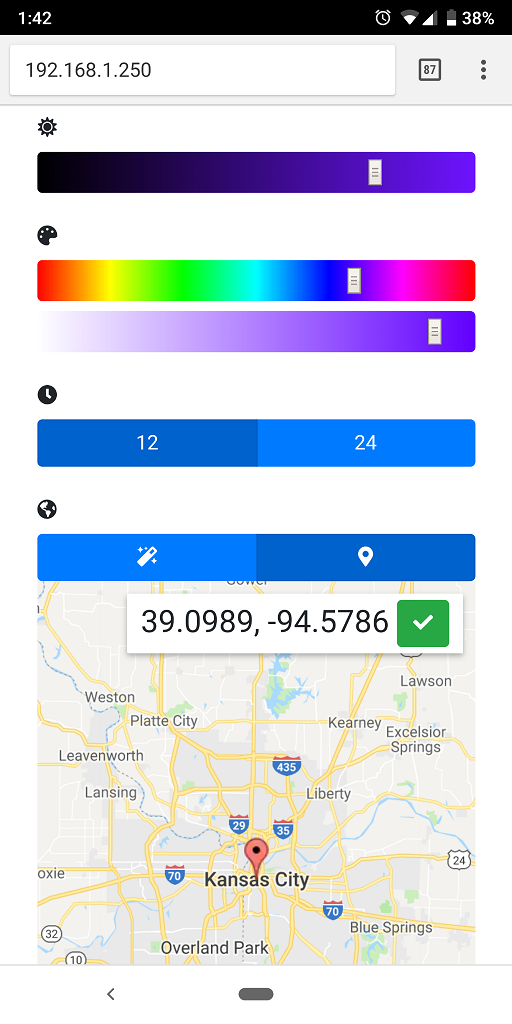 1:42 38%
192.168.1.250 87
12 24
39.0989, -94.5786
Lawson
Weston
Platte City
Kearney
Excelsior
Springs
Leavenworth
435
Lansing
Liberty
29
35
24
oxie
70
Kansas City
70
32
Blue Springs
Overland Park
10